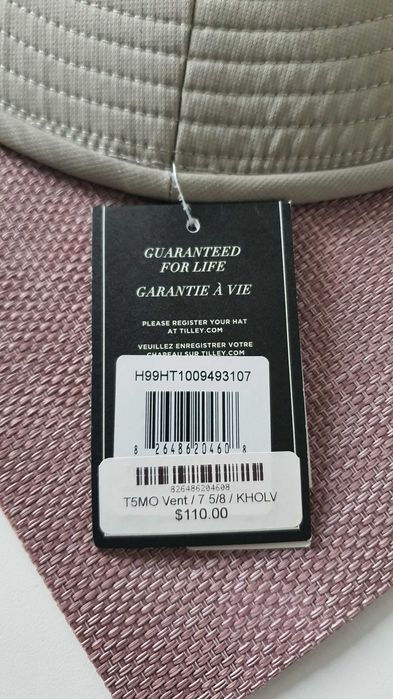 GUARANTEED
FOR LIFE
GARANTIE À VIE
PLEASE REGISTER YOUR HAT
AT TILLEY.COM
VEUILLEZ ENREGISTRER VOTRE
CHAPEAU SUR TILLEY.COM
H99HT1009493107
8 26486 20460 8
826486204608
T5MO Vent / 7 5/8 / KHOLV
$110.00